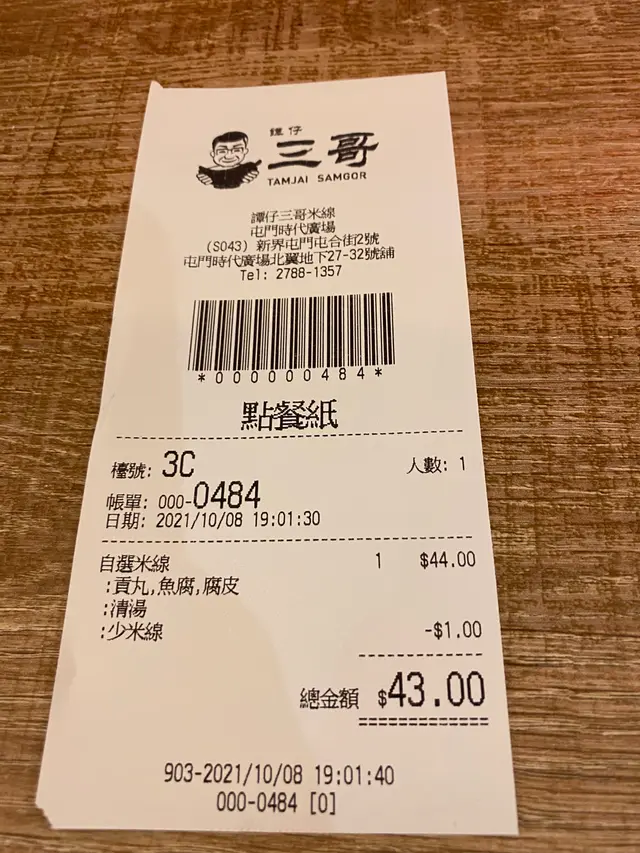 譚仔
三哥
TAMJAI SAMGOR
譚仔三哥米線
屯門時代廣場
(S043) 新界屯門屯合街2號
屯門時代廣場北翼地下27-32號舖
Tel: 2788-1357
*000000484*
點餐紙
檯號: 3C 人數: 1
帳單: 000-0484
日期: 2021/10/08 19:01:30
自選米線 1 $44.00
:貢丸,魚腐,腐皮
:清湯
:少米線 -$1.00
總金額 $43.00
903-2021/10/08 19:01:40
000-0484 [0]